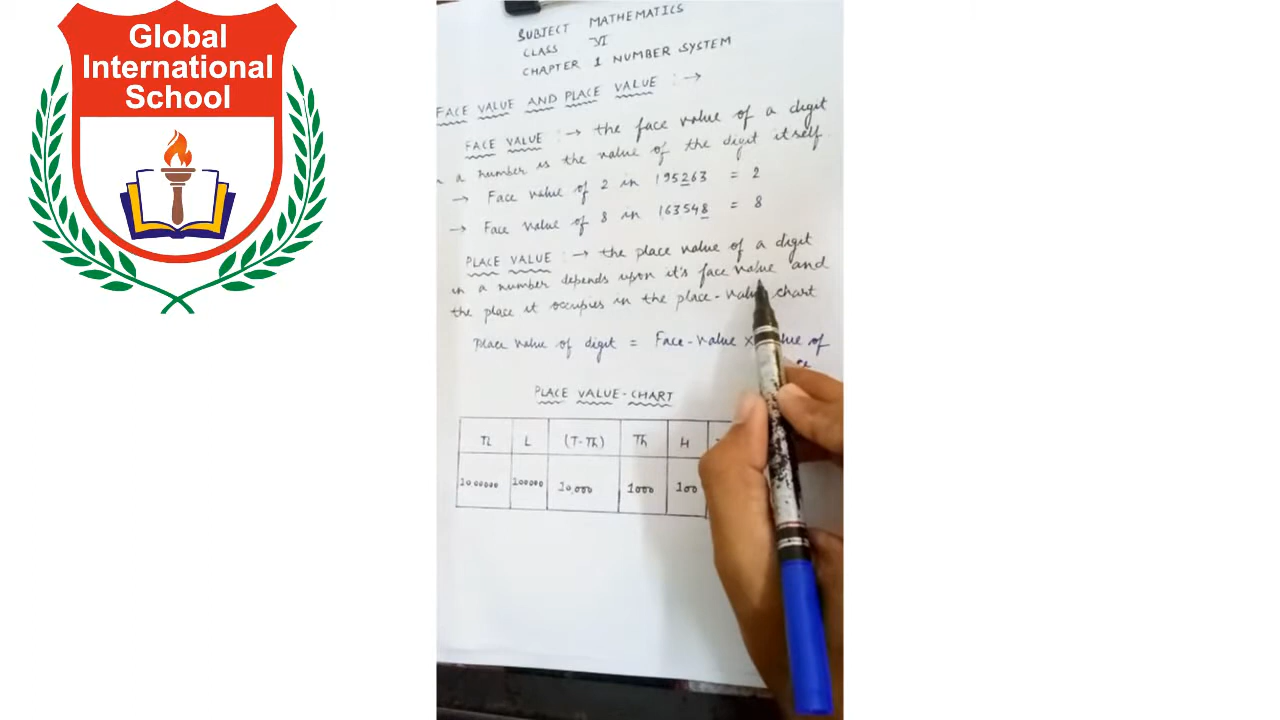 Global
International
School
SUBJECT MATHEMATICS
CLASS VI
CHAPTER 1 NUMBER SYSTEM
FACE VALUE AND PLACE VALUE :→
FACE VALUE :→ the face value of a digit
a number is the value of the digit itself
→ Face value of 2 in 195263 = 2
→ Face value of 8 in 163548 = 8
PLACE VALUE :→ the place value of a digit
in a number depends upon it's face value and
the place it occupies in the place-value chart
Place value of digit = Face-value × of
PLACE VALUE-CHART
TL L (T-Th) Th H
10,00000 100000 10,000 1000 100